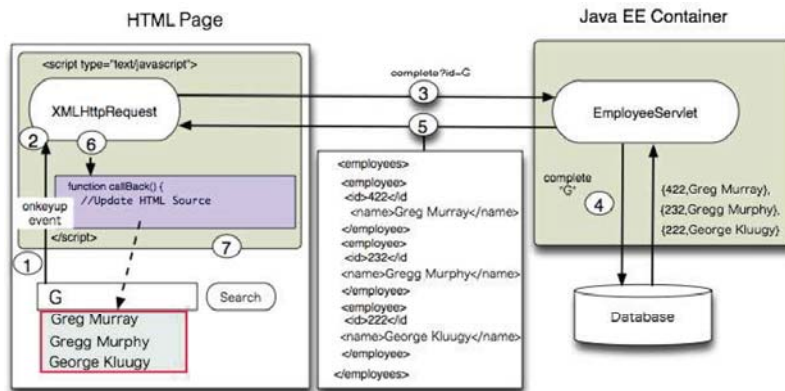 HTML Page
Java EE Container
<script type="text/javascript">
XMLHttpRequest
complete?id=G
3
EmployeeServlet
2
6
5
function callBack() {
//Update HTML Source
onkeyup
event
</script>
7
1
G
Search
Greg Murray
Gregg Murphy
George Kluugy
<employees>
<employee>
<id>422</id
<name>Greg Murray</name>
</employee>
<employee>
<id>232</id
<name>Gregg Murphy</name>
</employee>
<employee>
<id>222</id
<name>George Kluugy</name>
</employee>
</employees>
complete
"G"
4
{422,Greg Murray},
{232,Gregg Murphy},
{222,George Kluugy}
Database